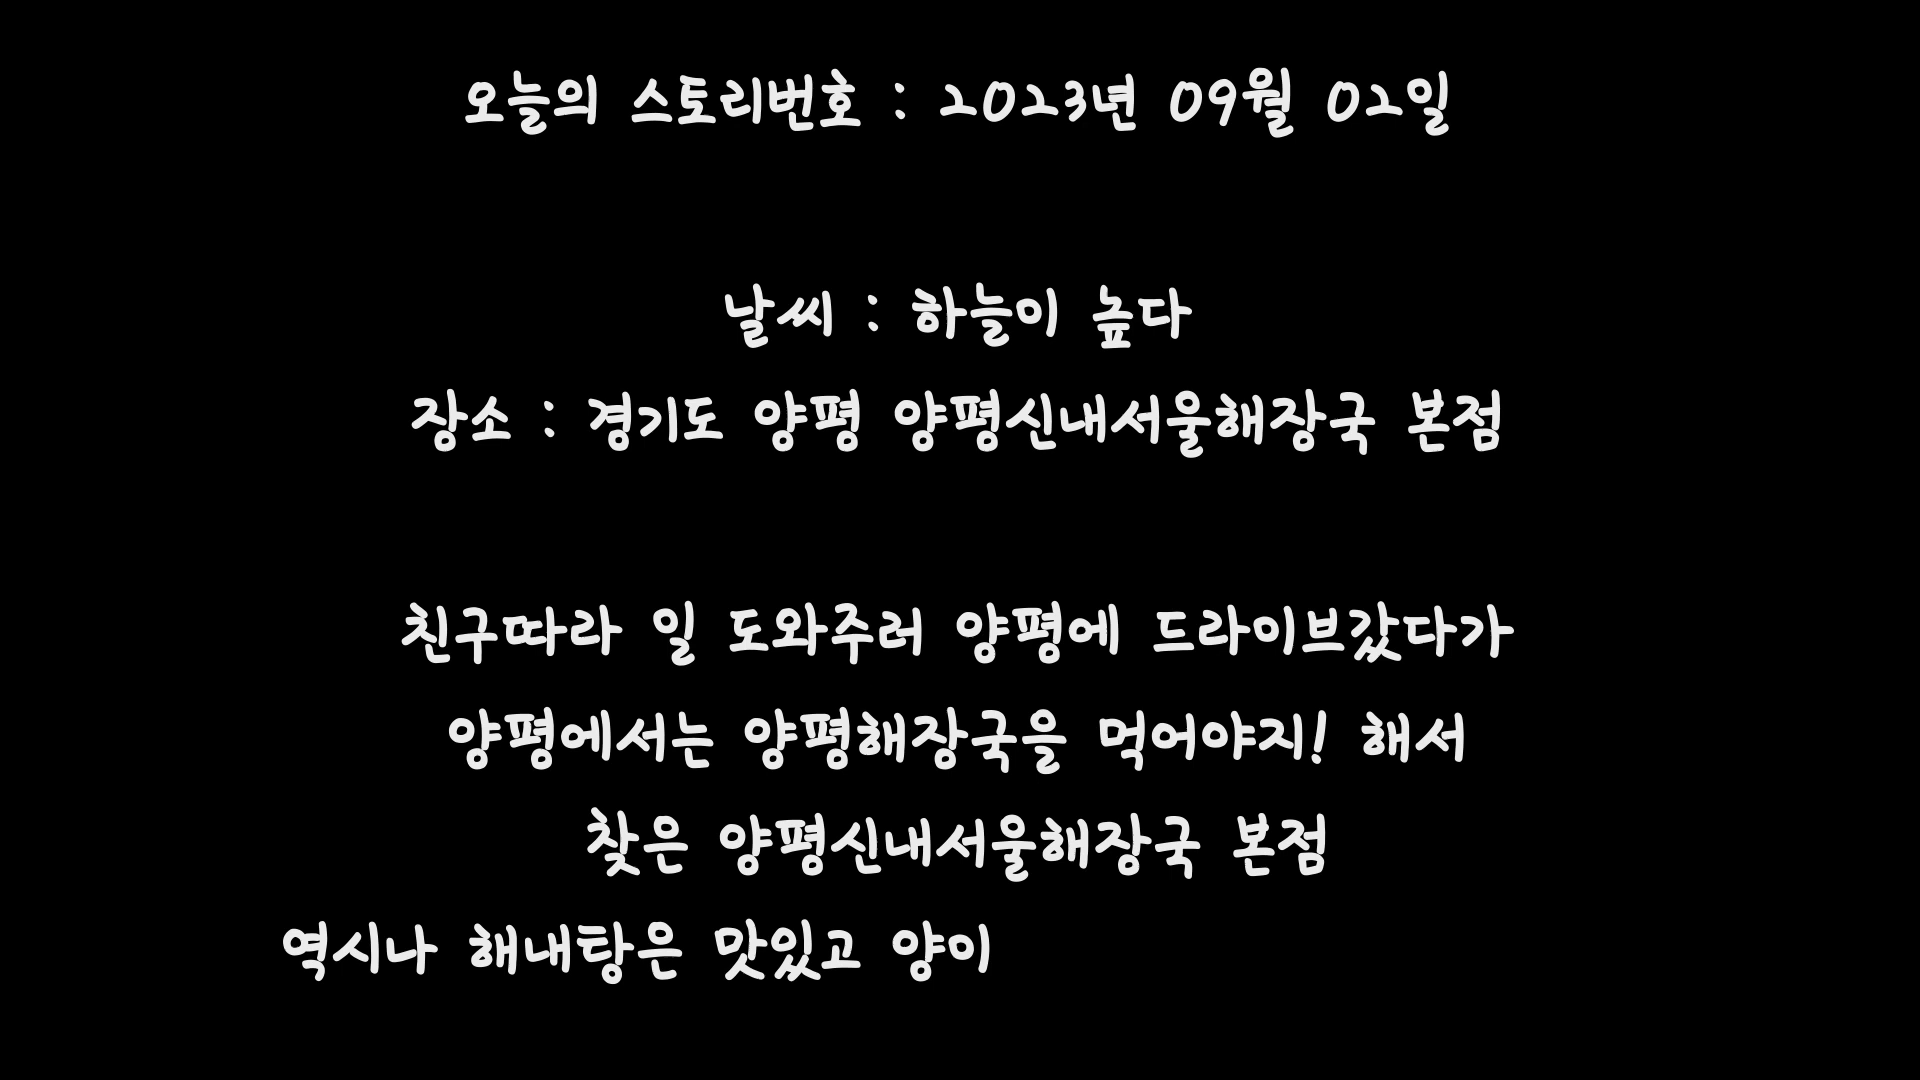 오늘의 스토리번호 : 2023년 09월 02일
날씨 : 하늘이 높다
장소 : 경기도 양평 양평신내서울해장국 본점
친구따라 일 도와주러 양평에 드라이브갔다가
양평에서는 양평해장국을 먹어야지! 해서
찾은 양평신내서울해장국 본점
역시나 해내탕은 맛있고 양이